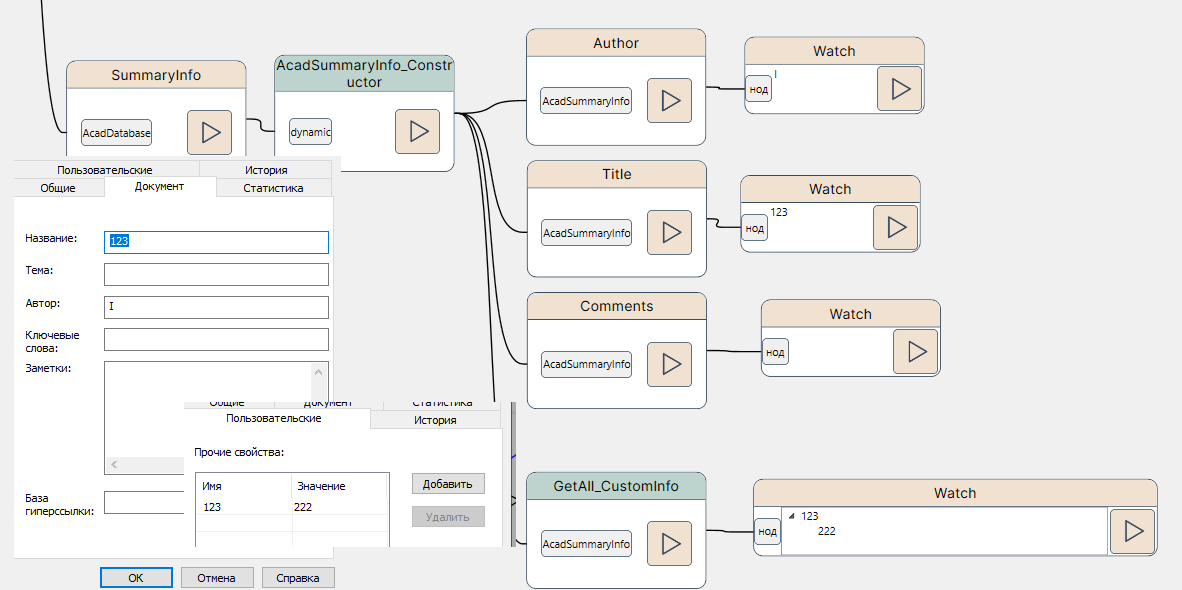 SummaryInfo
AcadDatabase
AcadSummaryInfo_Constr
uctor
dynamic
Author
AcadSummaryInfo
Watch
нод
I
Title
AcadSummaryInfo
Watch
нод
123
Comments
AcadSummaryInfo
Watch
нод
GetAll_CustomInfo
AcadSummaryInfo
Watch
нод
123
222
Пользовательские
История
Общие
Документ
Статистика
Название:
123
Тема:
Автор:
I
Ключевые
слова:
Заметки:
База
гиперссылки:
OK
Отмена
Справка
Общие
Документ
Статистика
Пользовательские
История
Прочие свойства:
Имя
Значение
123
222
Добавить
Удалить